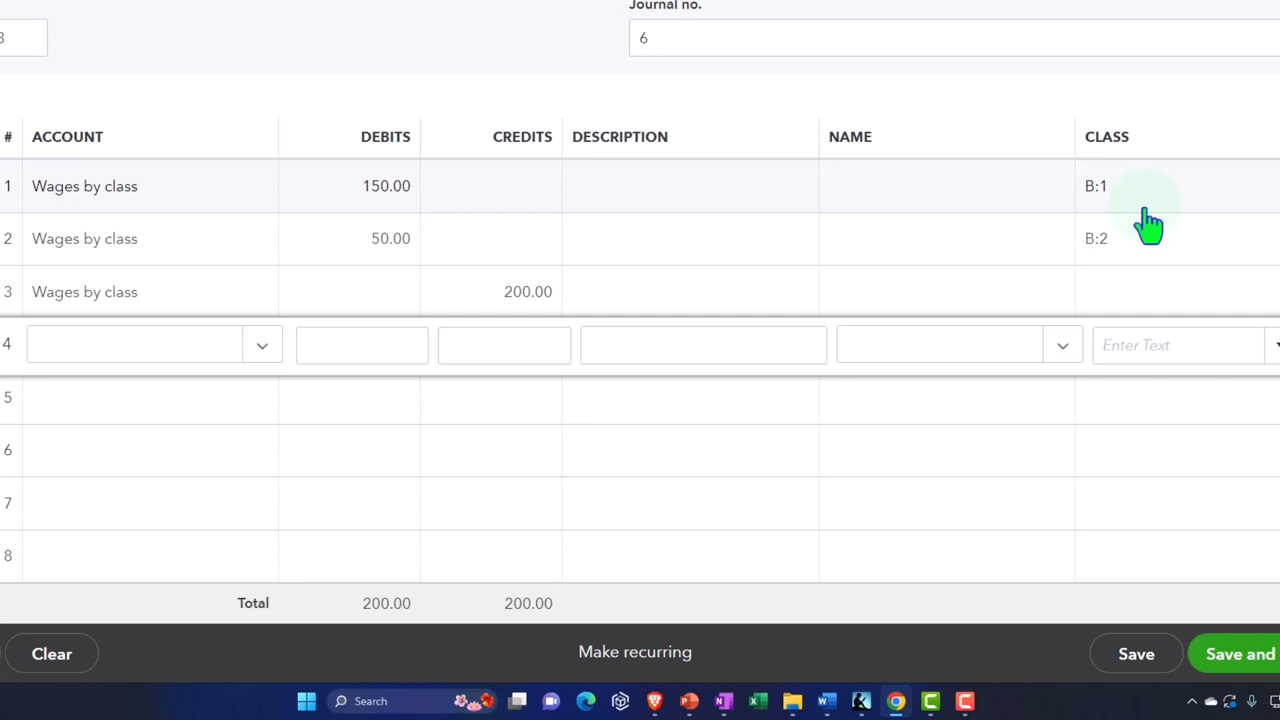 Journal no.
3
6
# ACCOUNT DEBITS CREDITS DESCRIPTION NAME CLASS
1 Wages by class 150.00 B:1
2 Wages by class 50.00 B:2
3 Wages by class 200.00
4 Enter Text
5
6
7
8
Total 200.00 200.00
Clear Make recurring Save Save and
Search